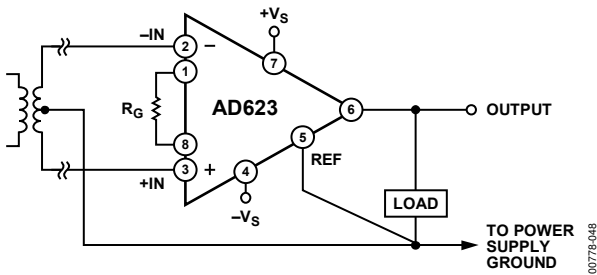 +VS
–IN
2
–
7
1
RG
AD623
6
OUTPUT
8
5
REF
3
+
4
+IN
–VS
LOAD
TO POWER
SUPPLY
GROUND
00778-048